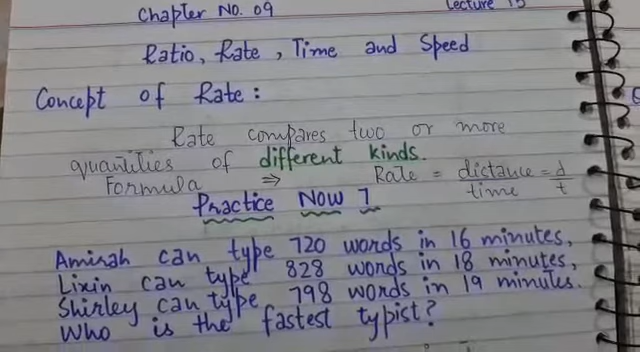 Chapter No. 09
Lecture 15
Ratio, Rate, Time and Speed
Concept of Rate:
Rate compares two or more
quantities of different kinds.
Formula ⇒ Rate = distance/time = d/t
Practice Now 7
Amirah can type 720 words in 16 minutes,
Lixin can type 828 words in 18 minutes,
Shirley can type 798 words in 19 minutes.
Who is the fastest typist?